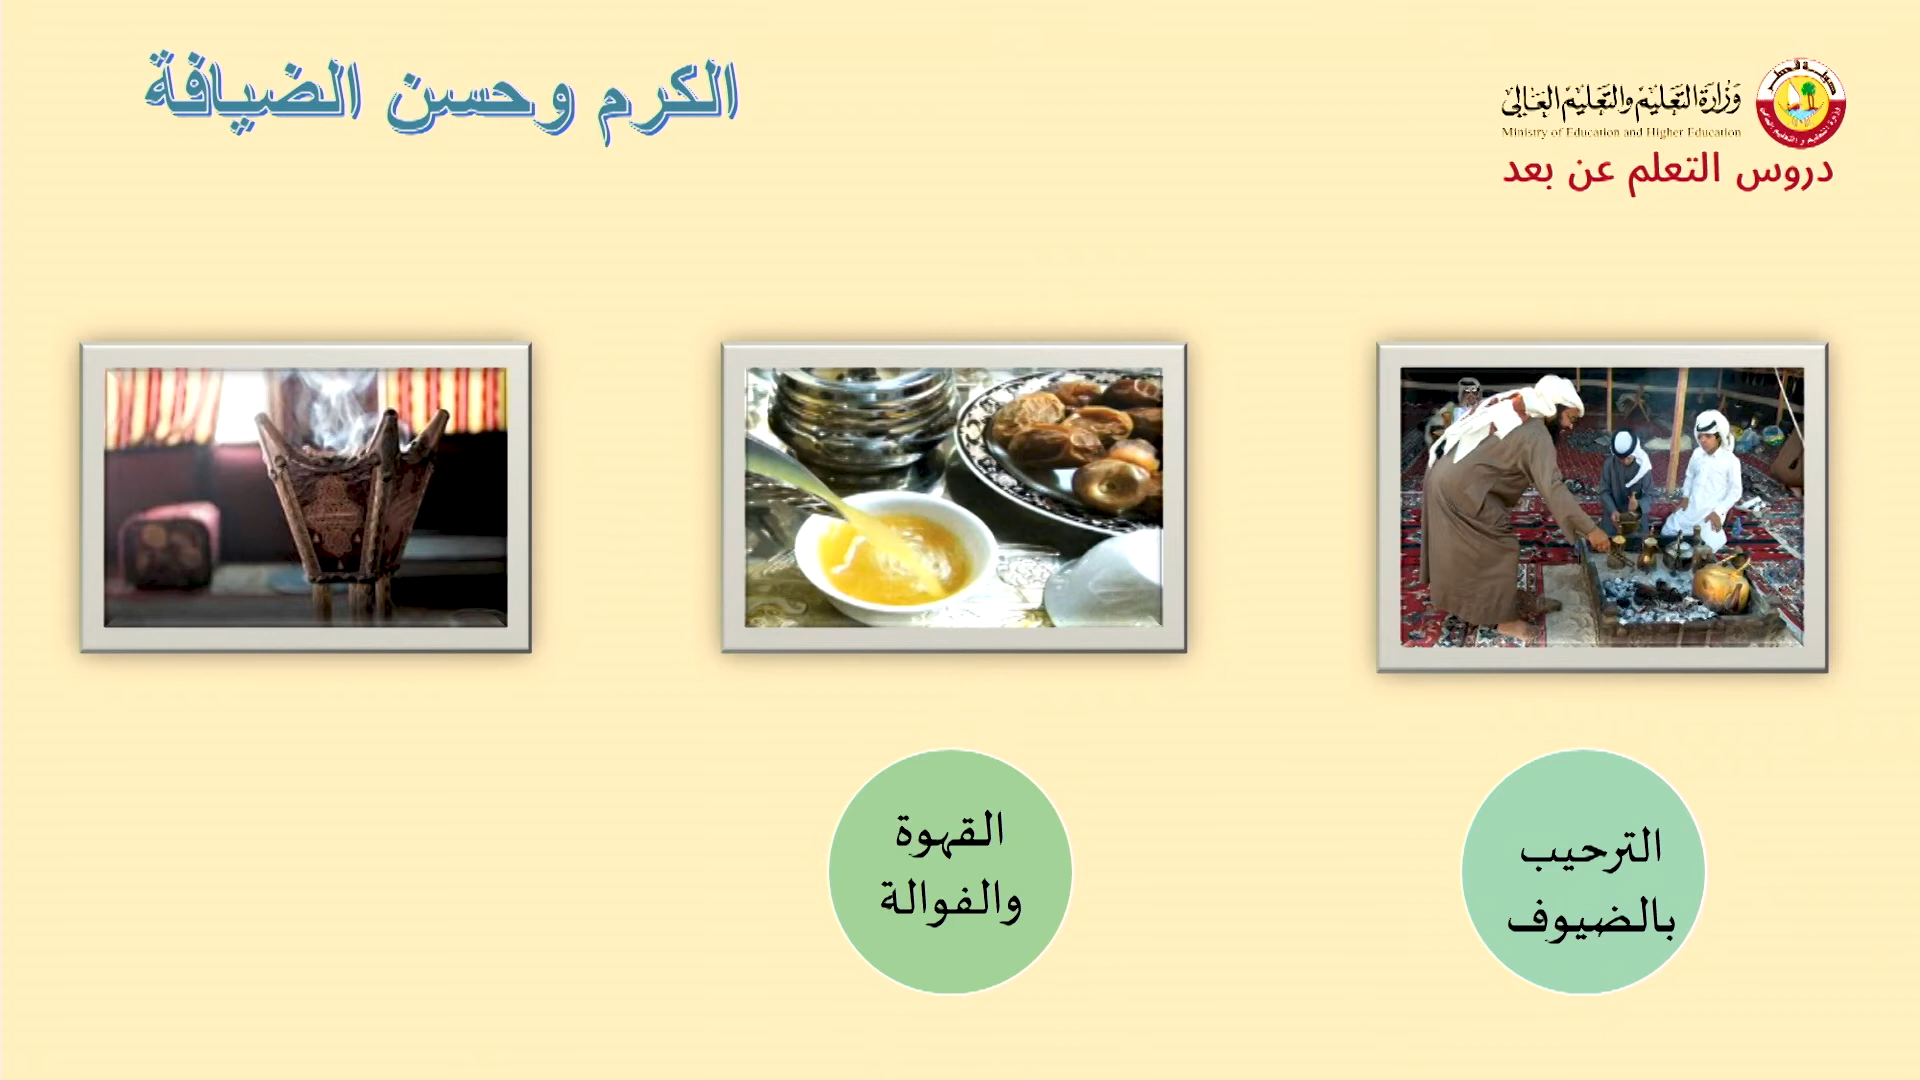 الكرم وحسن الضيافة
وزارة التعليم والتعليم العالي
Ministry of Education and Higher Education
دروس التعلم عن بعد
الترحيب
بالضيوف
القهوة
والفوالة